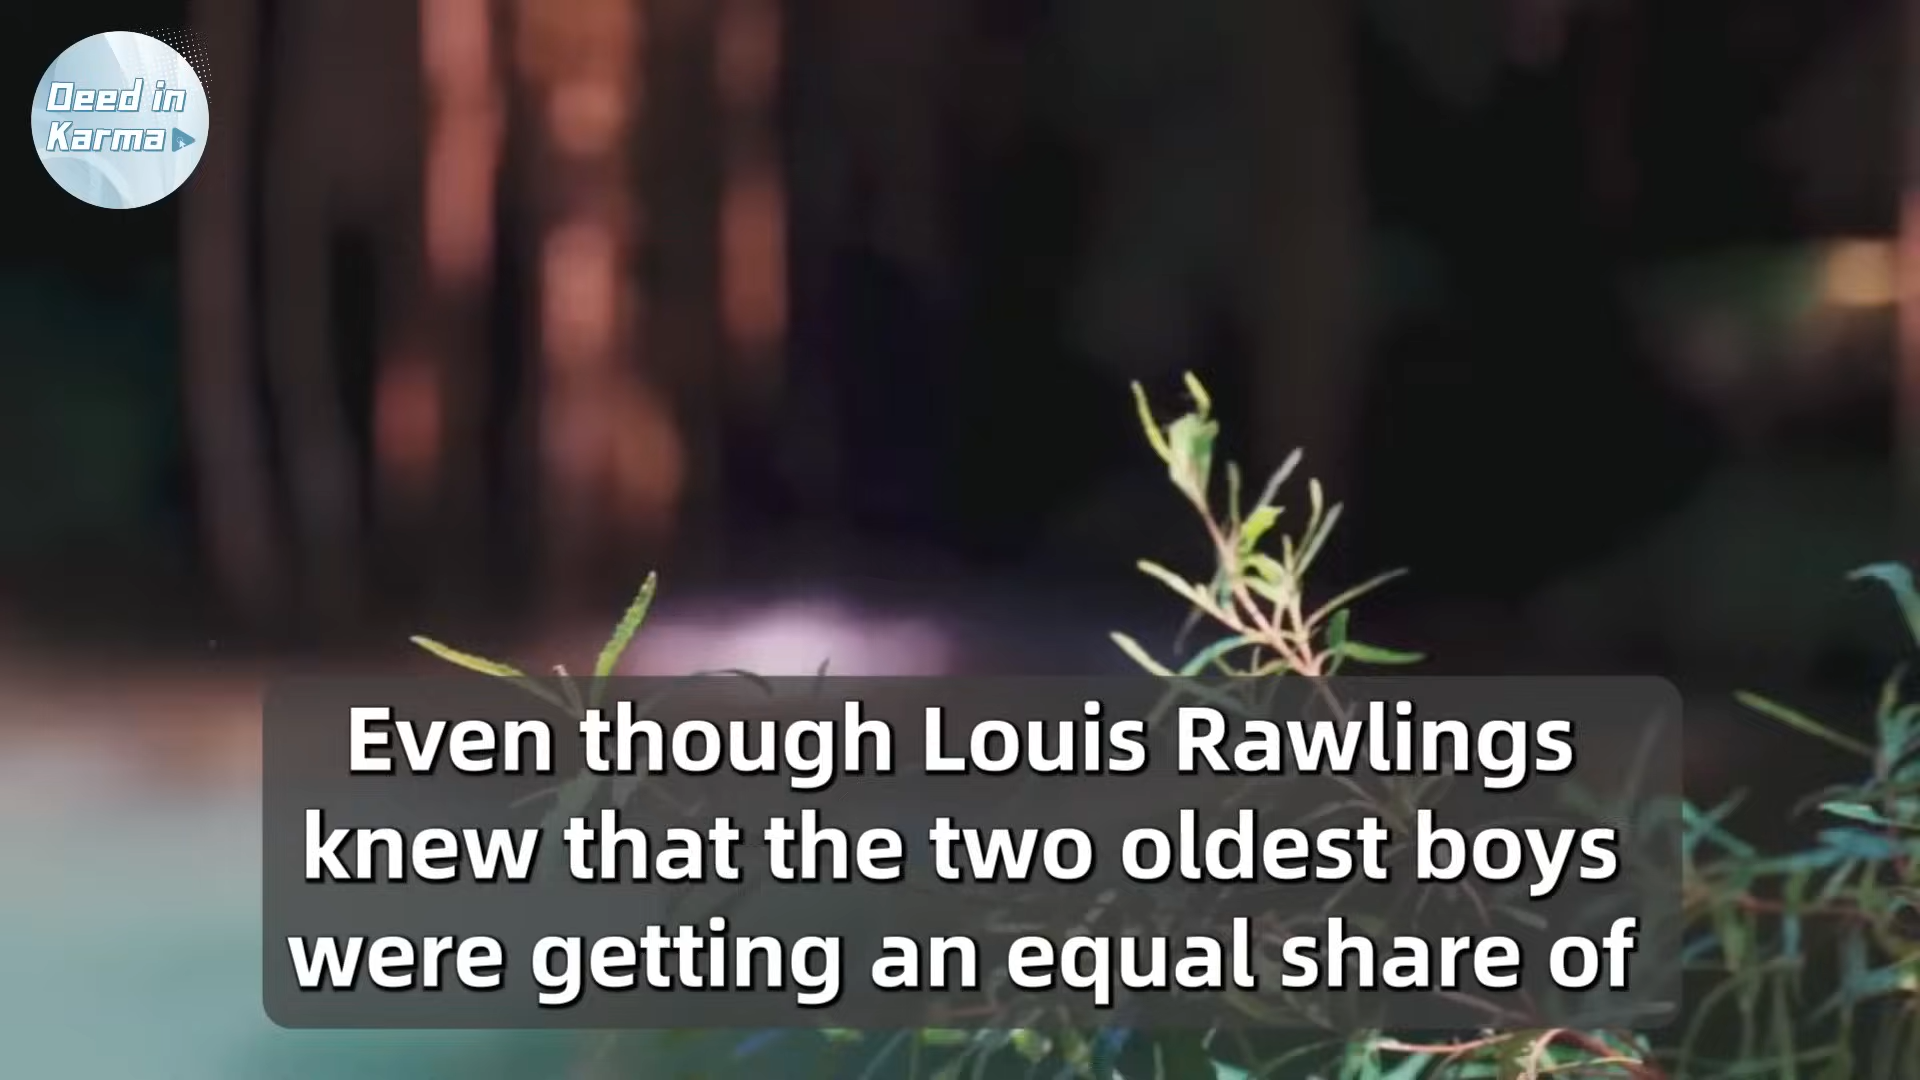 Deed in
Karma
Even though Louis Rawlings
knew that the two oldest boys
were getting an equal share of